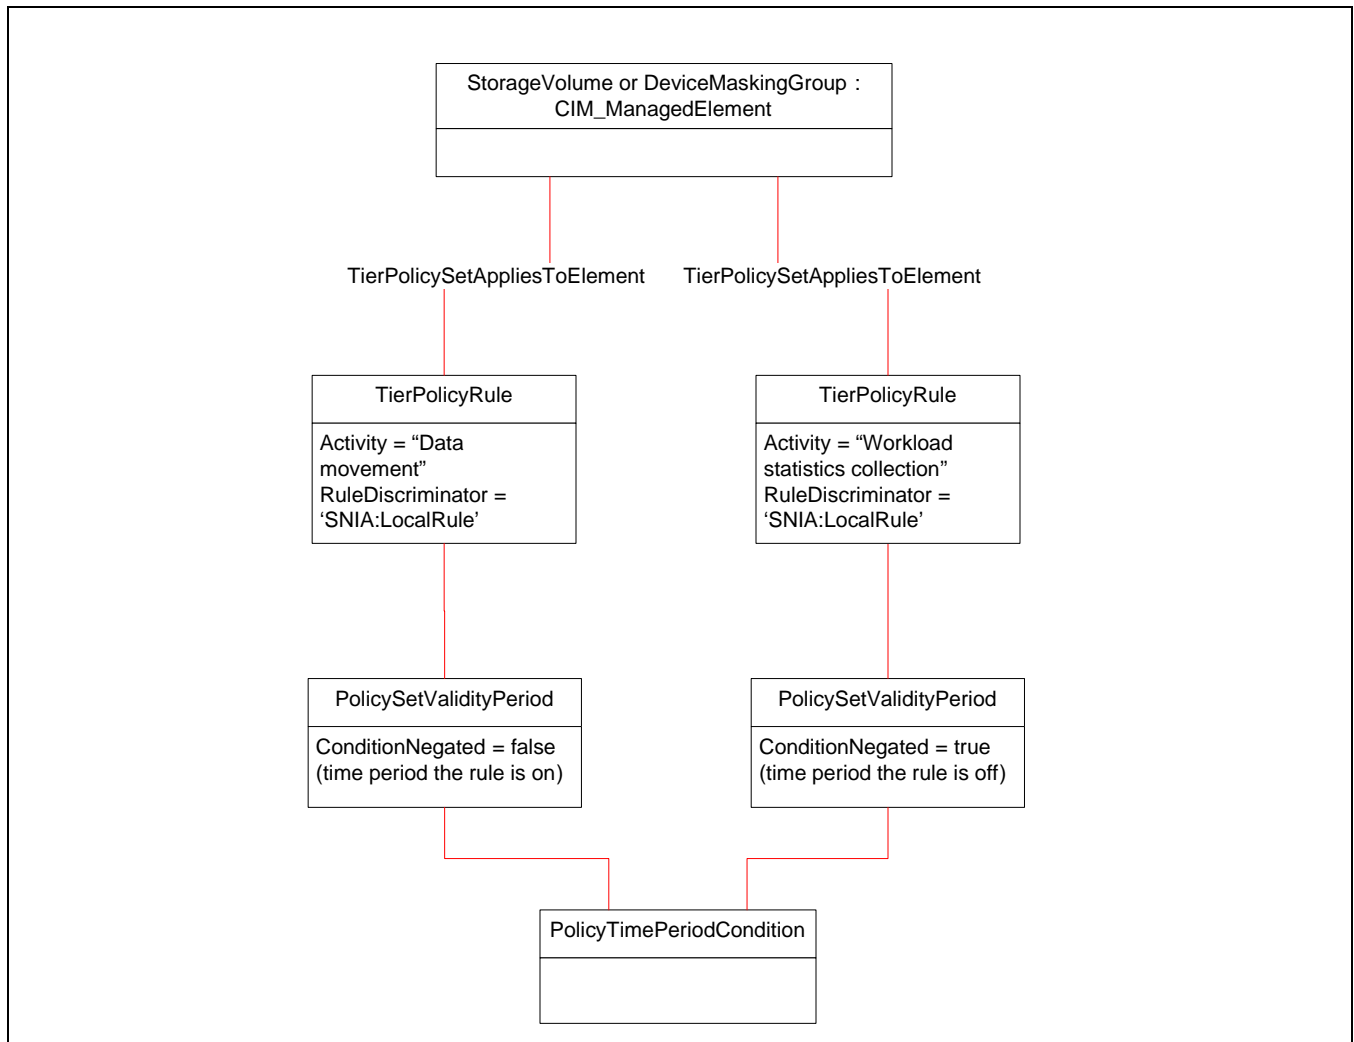 StorageVolume or DeviceMaskingGroup :
CIM_ManagedElement
TierPolicySetAppliesToElement
TierPolicySetAppliesToElement
TierPolicyRule
Activity = “Data
movement”
RuleDiscriminator =
‘SNIA:LocalRule’
TierPolicyRule
Activity = “Workload
statistics collection”
RuleDiscriminator =
‘SNIA:LocalRule’
PolicySetValidityPeriod
ConditionNegated = false
(time period the rule is on)
PolicySetValidityPeriod
ConditionNegated = true
(time period the rule is off)
PolicyTimePeriodCondition